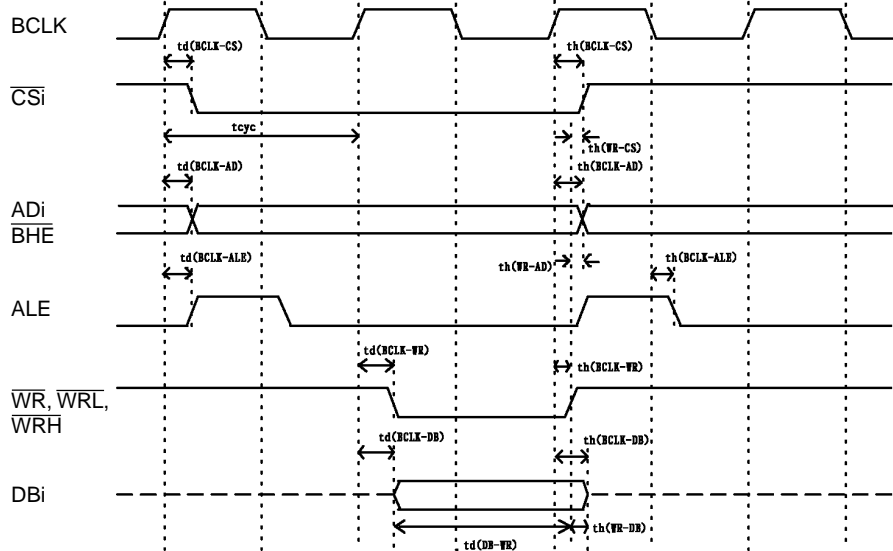 BCLK
td(BCLK-CS)
th(BCLK-CS)
CSi
tcyc
th(WR-CS)
td(BCLK-AD)
th(BCLK-AD)
ADi
BHE
td(BCLK-ALE)
th(WR-AD)
th(BCLK-ALE)
ALE
td(BCLK-WR)
th(BCLK-WR)
WR, WRL,
WRH
td(BCLK-DB)
th(BCLK-DB)
DBi
td(DB-WR)
th(WR-DB)